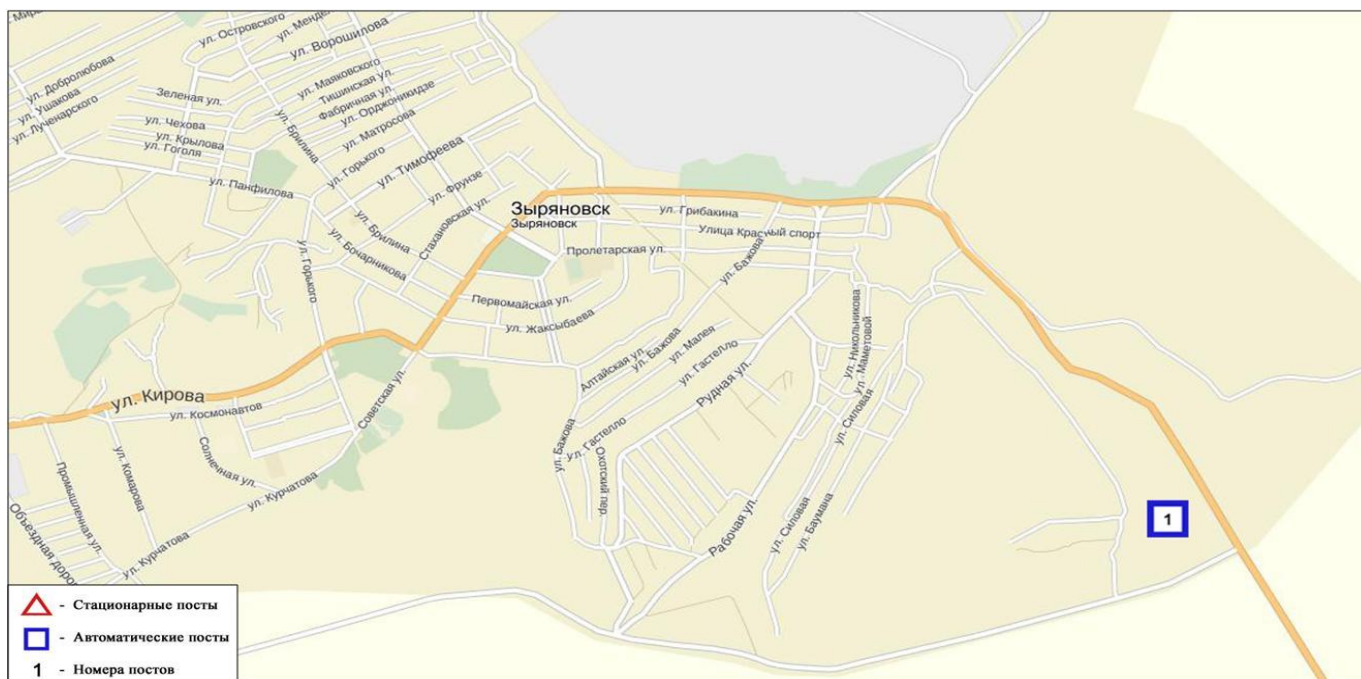 ул. Островского
ул. Ворошилова
ул. Добролюбова
ул. Ушакова
ул. Луначарского
Зеленая ул.
ул. Маяковского
Тишинская ул.
Фабричная ул.
ул. Орджоникидзе
ул. Чехова
ул. Крылова
ул. Гоголя
ул. Матросова
ул. Брилина
ул. Горького
ул. Тимофеева
ул. Панфилова
ул. Фрунзе
Стахановская ул.
Зыряновск
Зыряновск
ул. Грибакина
Улица Красный спорт
ул. Брилина
ул. Бочарникова
Пролетарская ул.
ул. Бажова
ул. Горького
Первомайская ул.
ул. Жаксыбаева
ул. Никольникова
ул. Маметовой
Алтайская ул.
ул. Бажова
ул. Малея
ул. Гастелло
Рудная ул.
ул. Кирова
ул. Космонавтов
Советская ул.
ул. Силовая
Солнечная ул.
ул. Комарова
Промышленная ул.
ул. Курчатова
ул. Бажова
ул. Гастелло
Охотский пер.
Рабочая ул.
ул. Силовая
ул. Баумана
1
Объездная дорог
ул. Курчатова
- Стационарные посты
- Автоматические посты
1 - Номера постов